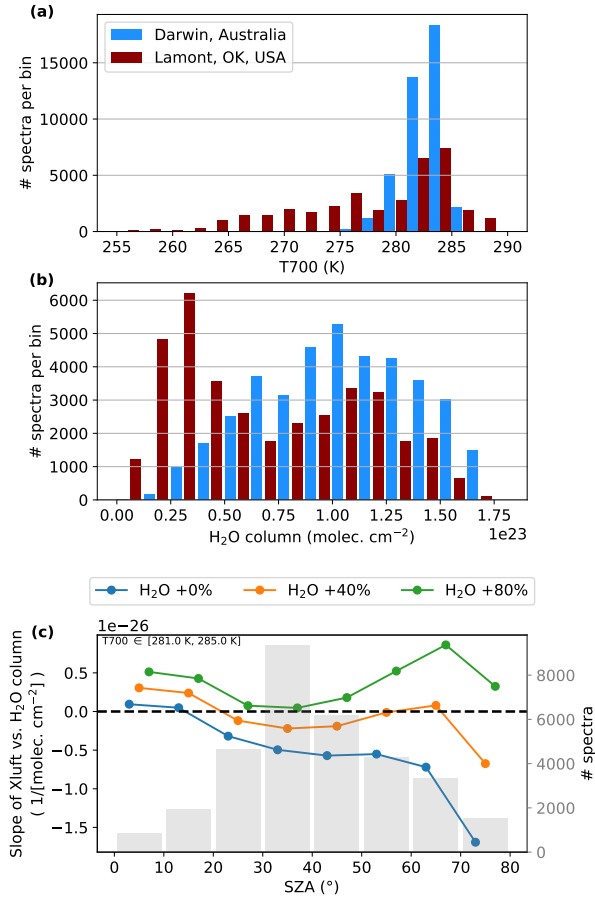 (a)
# spectra per bin
15000
10000
5000
0
Darwin, Australia
Lamont, OK, USA
255 260 265 270 275 280 285 290
T700 (K)
(b)
# spectra per bin
6000
5000
4000
3000
2000
1000
0
0.00 0.25 0.50 0.75 1.00 1.25 1.50 1.75
1e23
H₂O column (molec. cm⁻²)
H₂O +0% H₂O +40% H₂O +80%
(c)
1e−26
T700 ∈ [281.0 K, 285.0 K]
Slope of Xluft vs. H₂O column
( 1/[molec. cm⁻²] )
0.5
0.0
−0.5
−1.0
−1.5
8000
6000
4000
2000
0
# spectra
0 10 20 30 40 50 60 70 80
SZA (°)